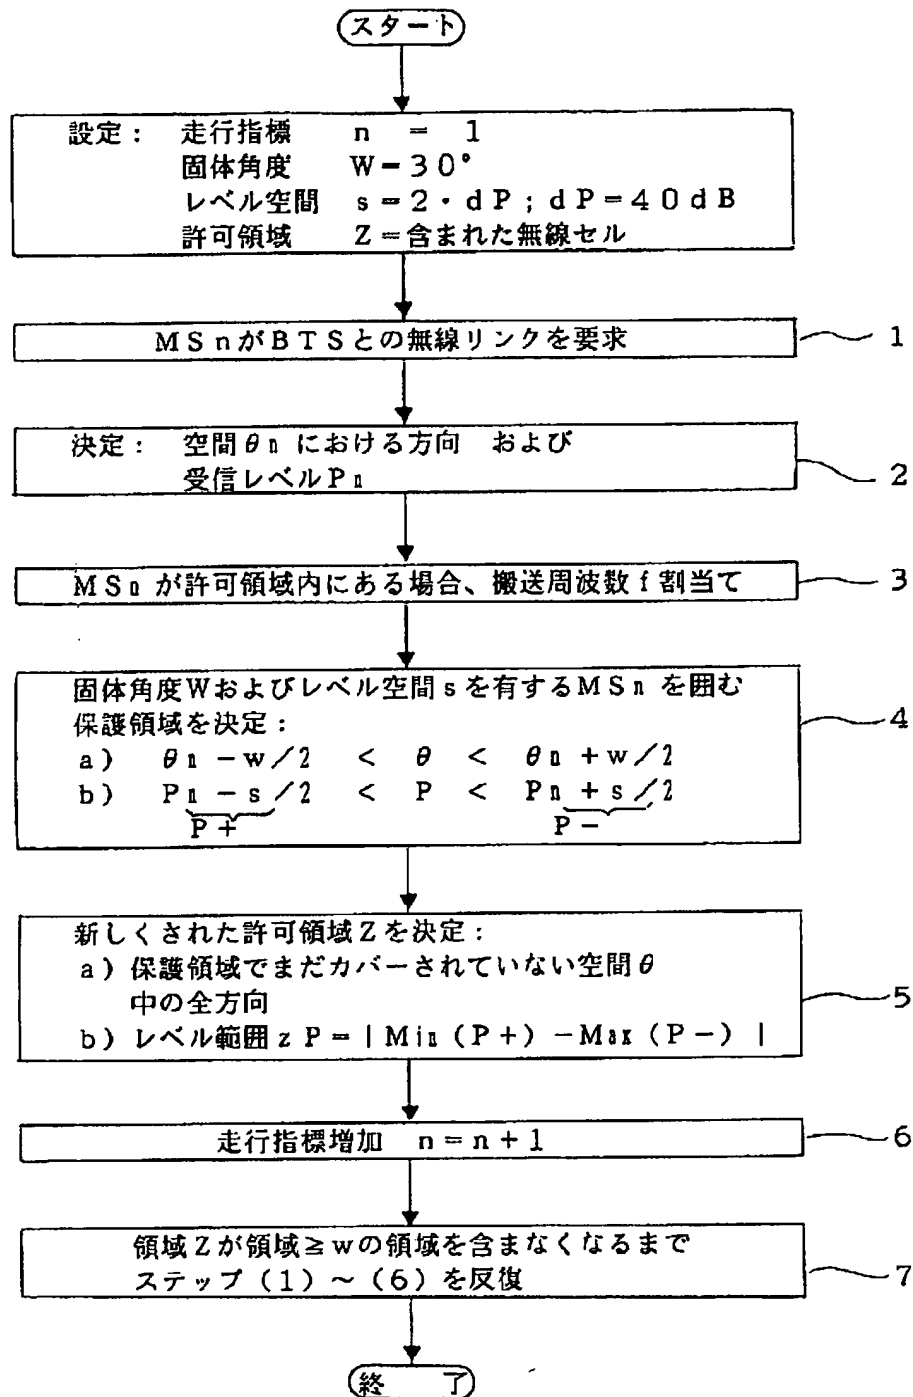 スタート
設定： 走行指標 n = 1
固体角度 W=30°
レベル空間 s=2・dP；dP=40dB
許可領域 Z=含まれた無線セル
MSnがBTSとの無線リンクを要求
1
決定： 空間θnにおける方向 および
受信レベルPn
2
MSnが許可領域内にある場合、搬送周波数f割当て
3
固体角度Wおよびレベル空間sを有するMSnを囲む
保護領域を決定：
4
a） θn－w／2 ＜ θ ＜ θn＋w／2
b） Pn－s／2 ＜ P ＜ Pn＋s／2
P＋ P－
新しくされた許可領域Zを決定：
a）保護領域でまだカバーされていない空間θ
中の全方向
5
b）レベル範囲zP＝｜Min（P＋）－Max（P－）｜
走行指標増加 n＝n＋1
6
領域Zが領域≧wの領域を含まなくなるまで
ステップ（1）～（6）を反復
7
終 了